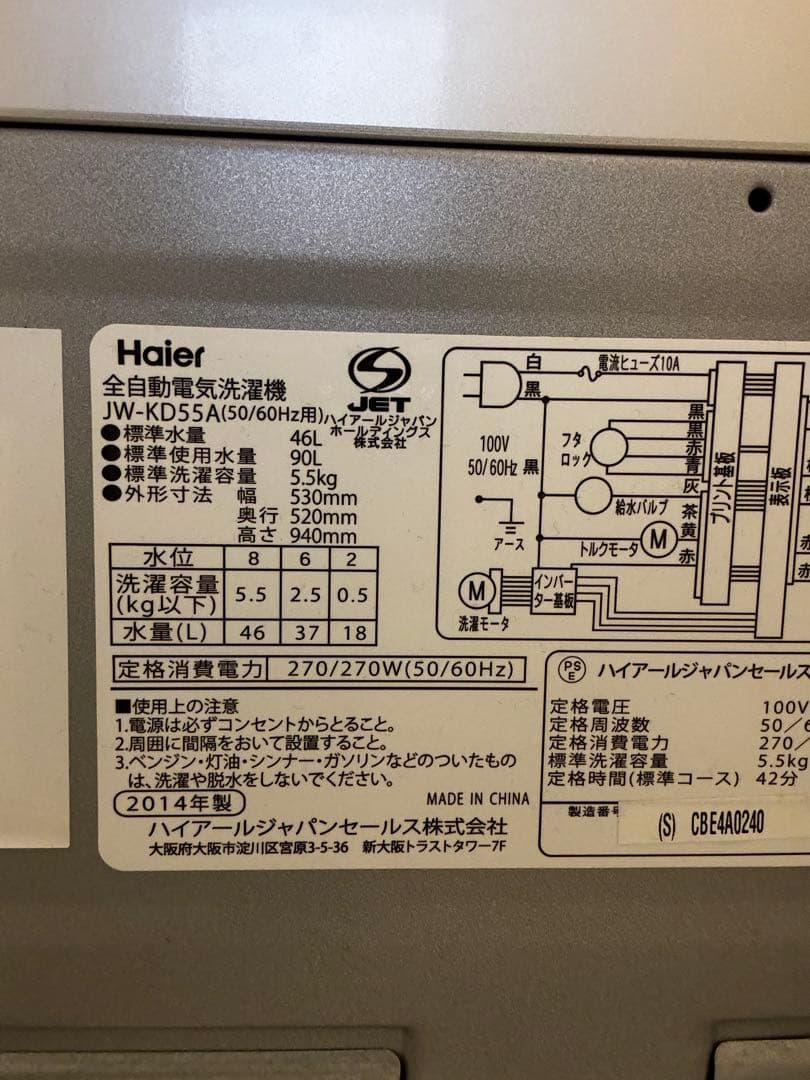 Haier
全自動電気洗濯機
JW-KD55A(50/60Hz用)
JET
ハイアールジャパン
ホールディングス
株式会社
●標準水量 46L
●標準使用水量 90L
●標準洗濯容量 5.5kg
●外形寸法 幅 530mm
奥行 520mm
高さ 940mm
水位 8 6 2
洗濯容量(kg以下) 5.5 2.5 0.5
水量(L) 46 37 18
定格消費電力 270/270W(50/60Hz)
■使用上の注意
1.電源は必ずコンセントからとること。
2.周囲に間隔をおいて設置すること。
3.ベンジン・灯油・シンナー・ガソリンなどのついたもの
は、洗濯や脱水をしないでください。
2014年製
MADE IN CHINA
ハイアールジャパンセールス株式会社
大阪府大阪市淀川区宮原3-5-36 新大阪トラストタワー7F
白
電流ヒューズ10A
黒
100V
50/60Hz
黒
フタ
ロック
黒
黒
赤
青
灰
給水バルブ
茶
黄
アース
トルクモータ
M
赤
M
洗濯モータ
インバー
ター基板
プリント基板
表示板
赤
赤
PS
E
ハイアールジャパンセールス
定格電圧 100V
定格周波数 50/6
定格消費電力 270/
標準洗濯容量 5.5kg
定格時間(標準コース) 42分
製造番号
(S) CBE4A0240